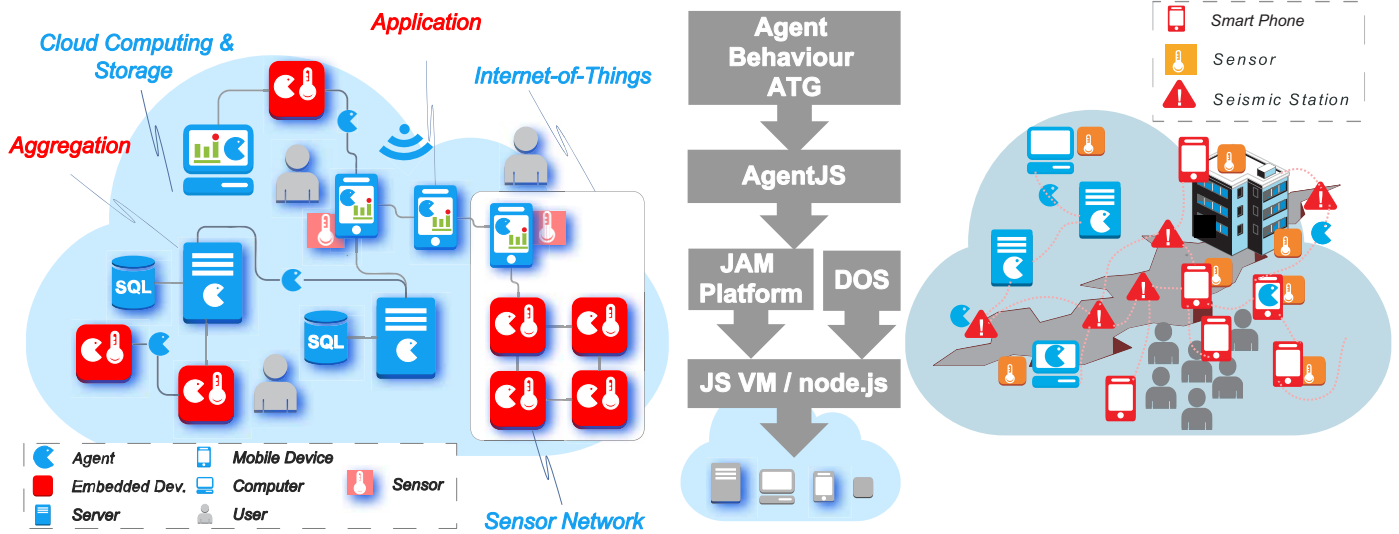 Application
Cloud Computing &
Storage
Internet-of-Things
Aggregation
SQL
SQL
Agent
Mobile Device
Sensor
Embedded Dev.
Computer
Server
User
Sensor Network
Agent
Behaviour
ATG
AgentJS
JAM
Platform
DOS
JS VM / node.js
Smart Phone
Sensor
Seismic Station